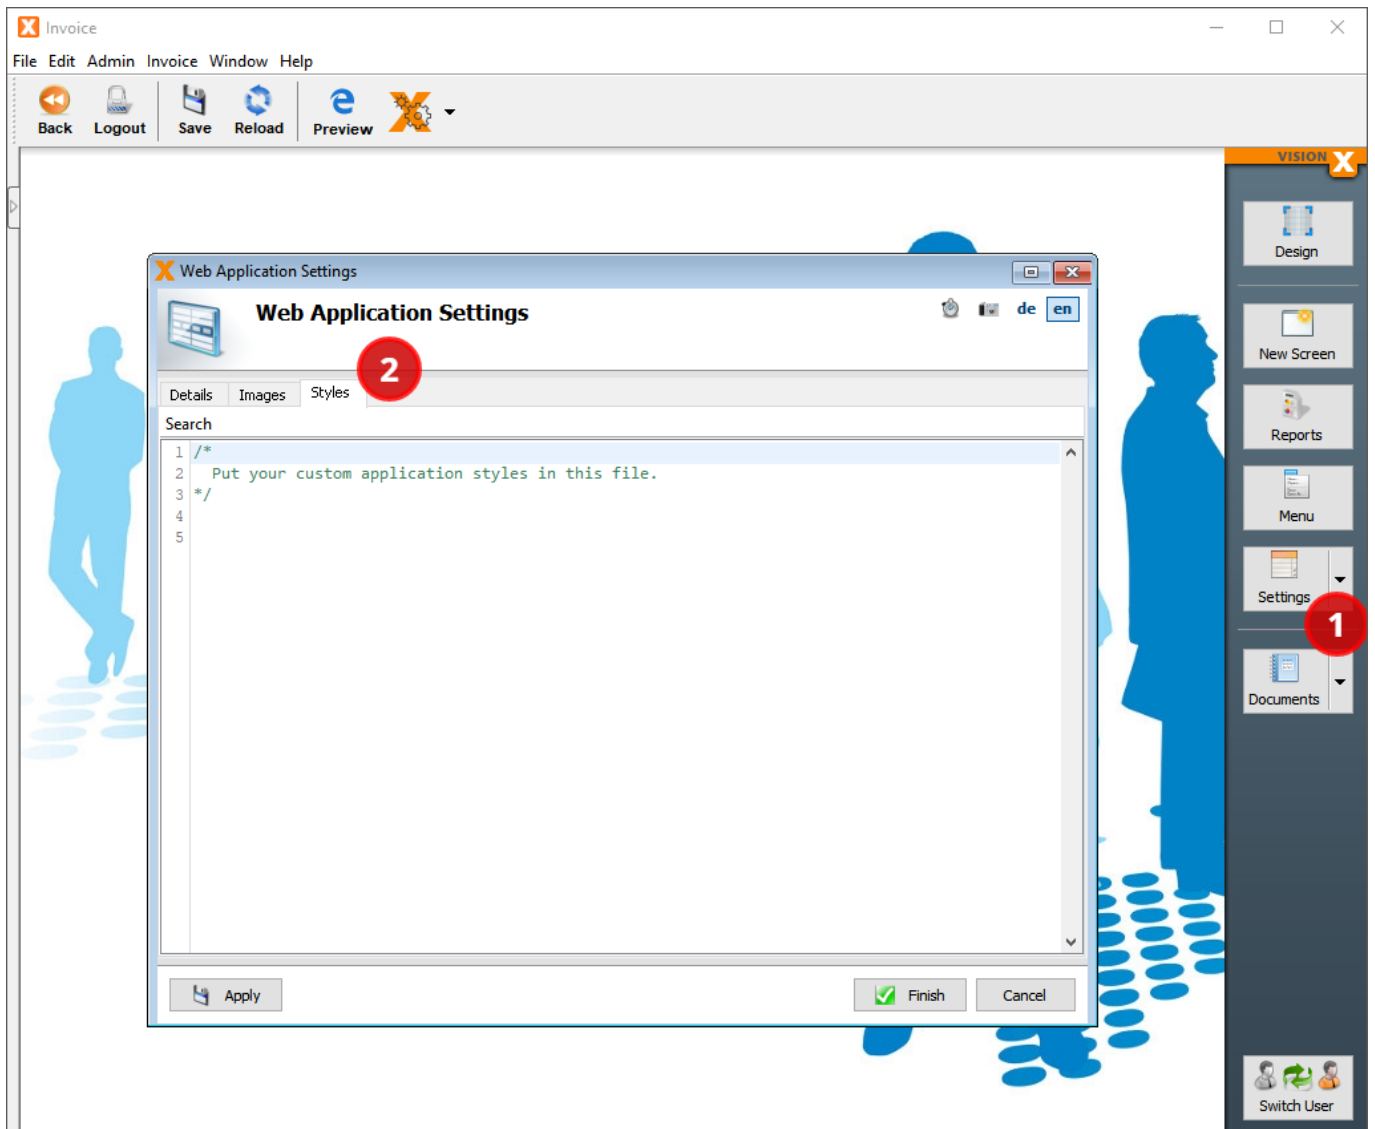 Invoice
File Edit Admin Invoice Window Help
Back Logout Save Reload Preview
VISION X
Design
New Screen
Reports
Menu
Settings
1
Documents
Switch User
Web Application Settings
Web Application Settings
de en
2
Details Images Styles
Search
1 /*
2 Put your custom application styles in this file.
3 */
4
5
Apply Finish Cancel